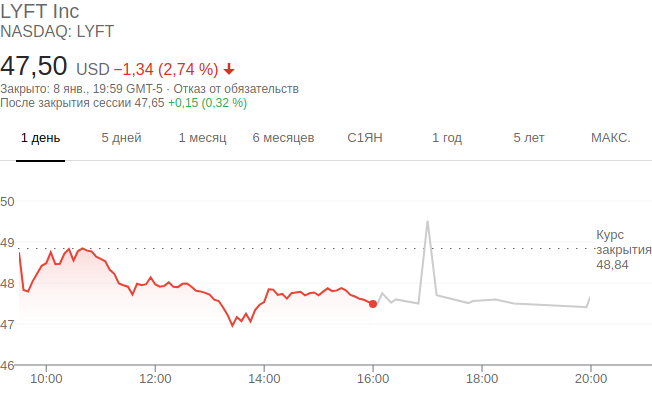 LYFT Inc
NASDAQ: LYFT
47,50 USD −1,34 (2,74 %)
Закрыто: 8 янв., 19:59 GMT-5 · Отказ от обязательств
После закрытия сессии 47,65 +0,15 (0,32 %)
1 день 5 дней 1 месяц 6 месяцев С1ЯН 1 год 5 лет МАКС.
50
49
48
47
46
Курс
закрытия
48,84
10:00 12:00 14:00 16:00 18:00 20:00